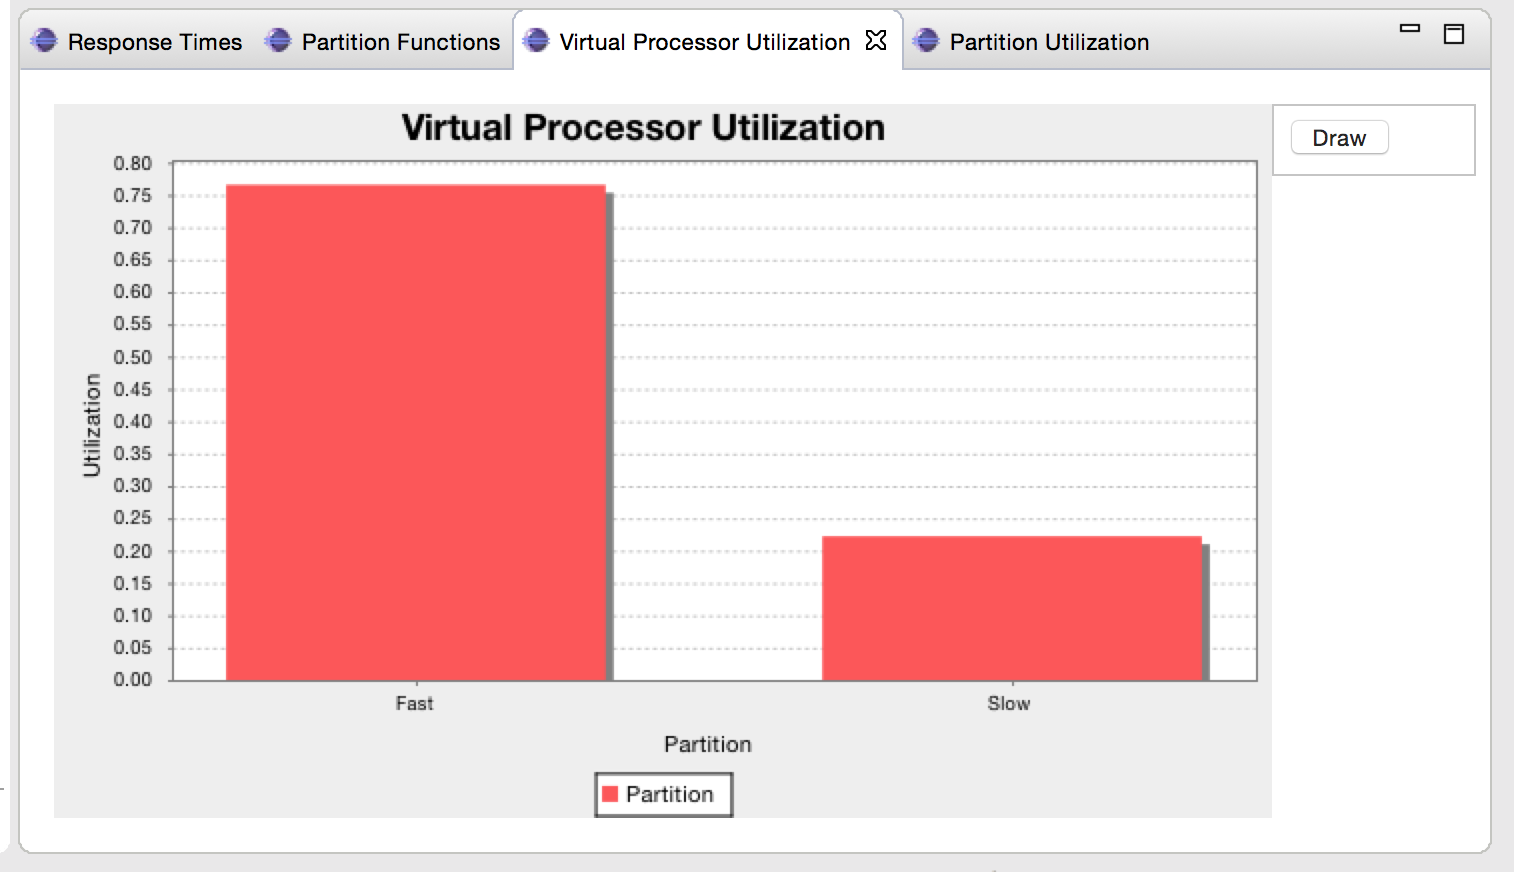 Response Times Partition Functions Virtual Processor Utilization Partition Utilization
Virtual Processor Utilization
Draw
0.80
0.75
0.70
0.65
0.60
0.55
0.50
0.45
0.40
0.35
0.30
0.25
0.20
0.15
0.10
0.05
0.00
Utilization
Fast Slow
Partition
Partition